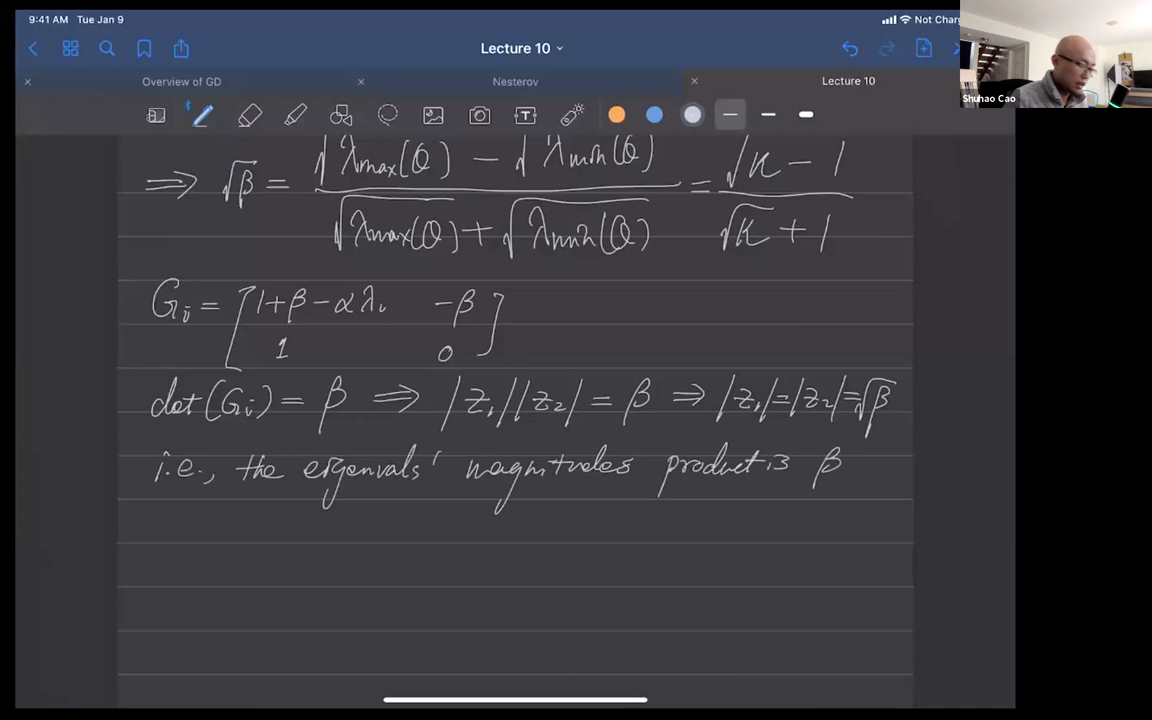 9:41 AM Tue Jan 9
Not Char
Lecture 10
Overview of GD
Nesterov
Lecture 10
Shuhao Cao
T
⟹ √β = (√λmax(Q) − √λmin(Q)) / (√λmax(Q) + √λmin(Q)) = (√κ − 1) / (√κ + 1)
Gi = [1+β−αλi −β
1 0]
det(Gi) = β ⟹ |z1||z2| = β ⟹ |z1|=|z2|=√β
i.e., the eigenvals' magnitudes product is β